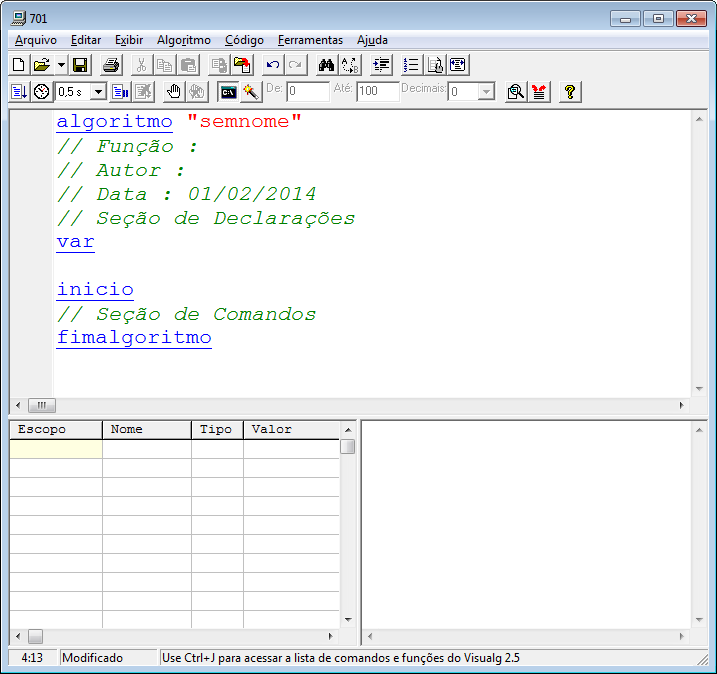 701
Arquivo Editar Exibir Algoritmo Código Ferramentas Ajuda
0,5 s De: 0 Até: 100 Decimais: 0
algoritmo "semnome"
// Função :
// Autor :
// Data : 01/02/2014
// Seção de Declarações
var
inicio
// Seção de Comandos
fimalgoritmo
Escopo Nome Tipo Valor
4:13 Modificado Use Ctrl+J para acessar a lista de comandos e funções do Visualg 2.5